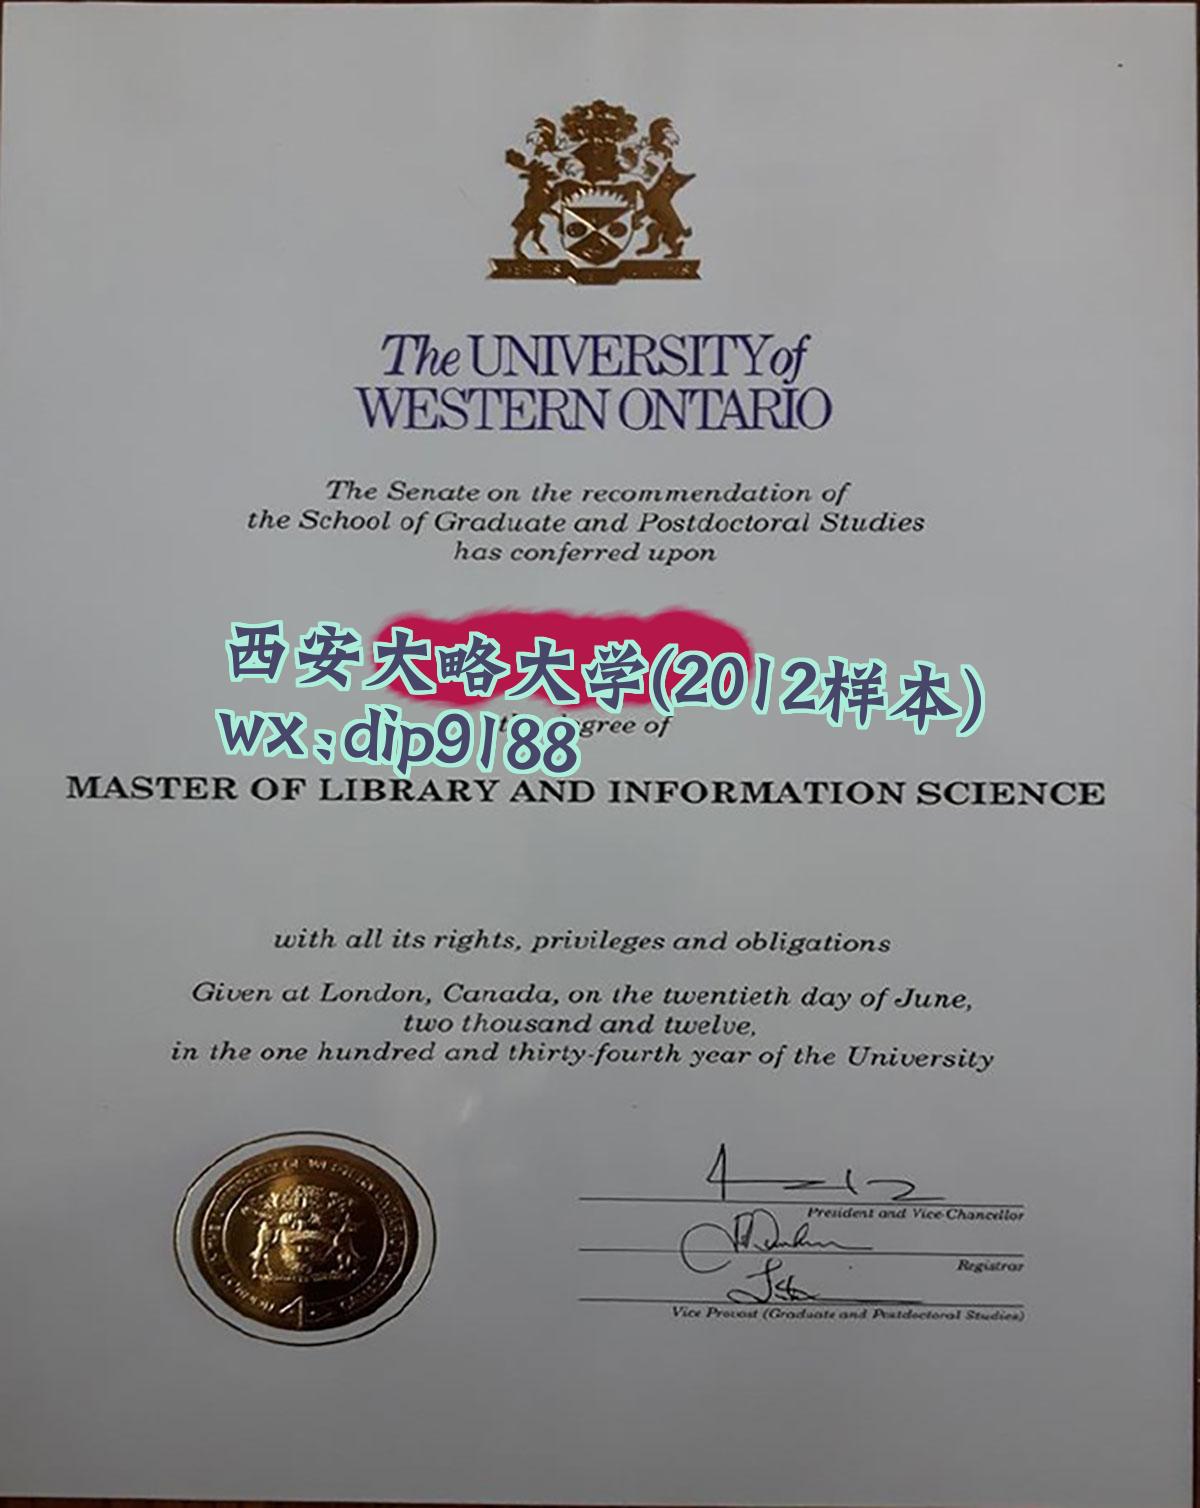 The UNIVERSITY of
WESTERN ONTARIO
The Senate on the recommendation of
the School of Graduate and Postdoctoral Studies
has conferred upon
西安大略大学(2012样本)
degree of
wx:dip9188
MASTER OF LIBRARY AND INFORMATION SCIENCE
with all its rights, privileges and obligations
Given at London, Canada, on the twentieth day of June,
two thousand and twelve,
in the one hundred and thirty-fourth year of the University
President and Vice-Chancellor
Registrar
Vice Provost (Graduate and Postdoctoral Studies)